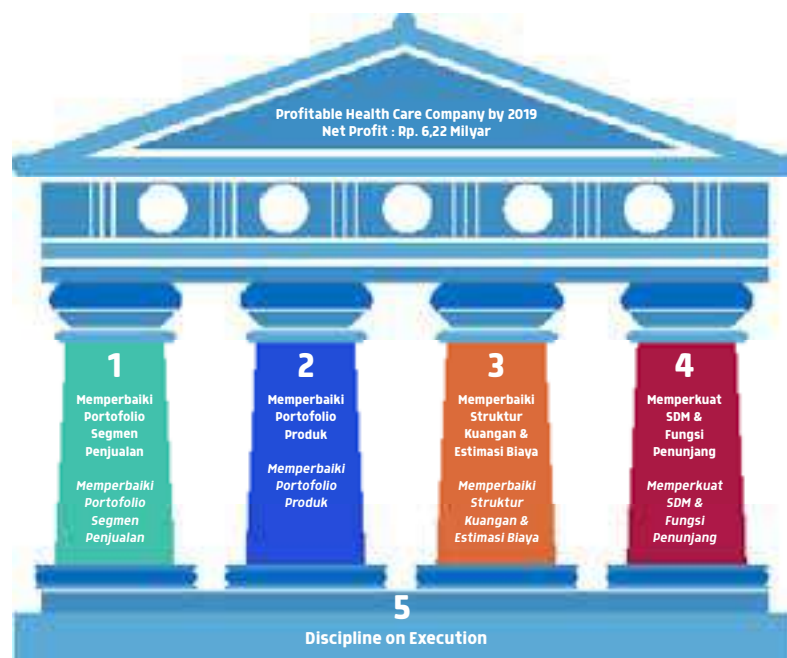 Profitable Health Care Company by 2019
Net Profit : Rp. 6,22 Milyar
1
Memperbaiki
Portofolio
Segmen
Penjualan
Memperbaiki
Portofolio
Segmen
Penjualan
2
Memperbaiki
Portofolio
Produk
Memperbaiki
Portofolio
Produk
3
Memperbaiki
Struktur
Kuangan &
Estimasi Biaya
Memperbaiki
Struktur
Kuangan &
Estimasi Biaya
4
Memperkuat
SDM &
Fungsi
Penunjang
Memperkuat
SDM &
Fungsi
Penunjang
5
Discipline on Execution